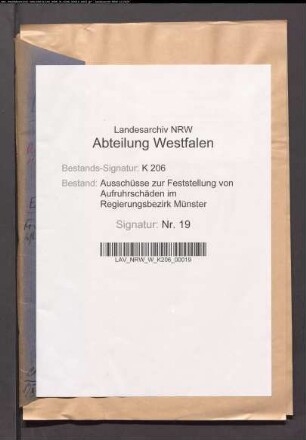 Landesarchiv NRW
Abteilung Westfalen
Bestands-Signatur: K 206
Bestand: Ausschüsse zur Feststellung von
Aufruhrschäden im
Regierungsbezirk Münster
Signatur: Nr. 19
LAV_NRW_W_K206_00019